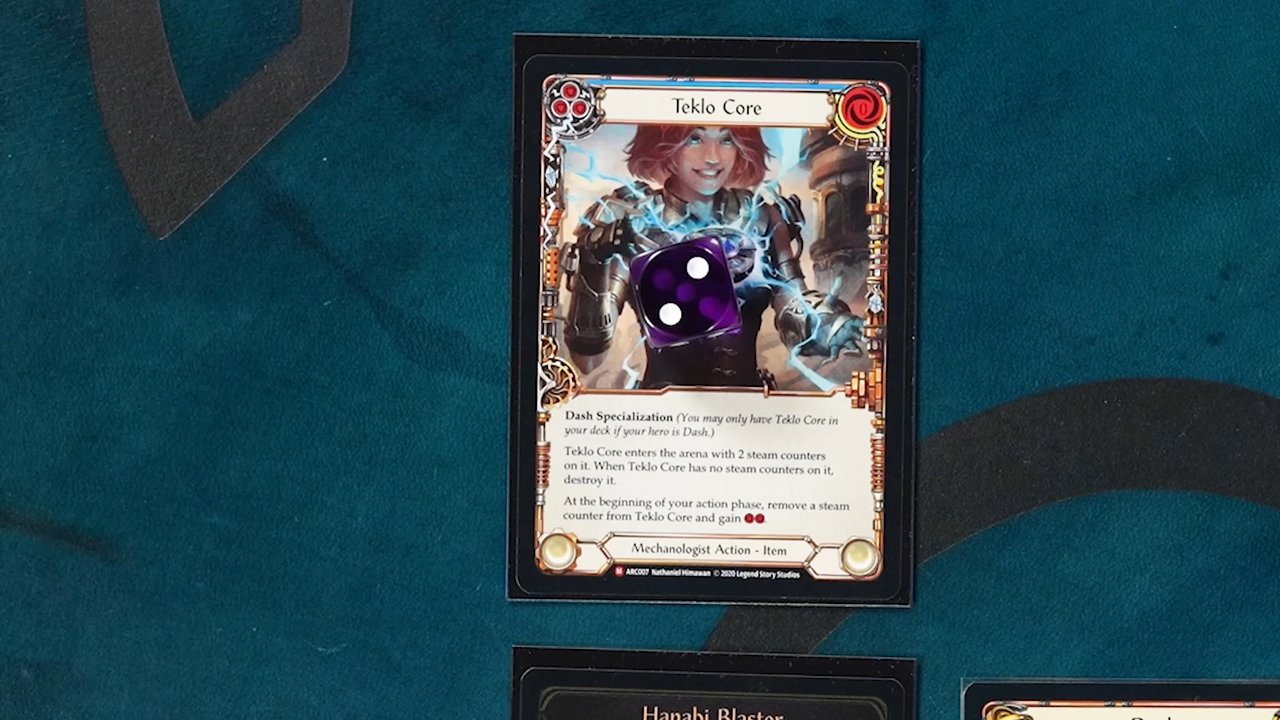 Teklo Core
0
Dash Specialization (You may only have Teklo Core in
your deck if your hero is Dash.)
Teklo Core enters the arena with 2 steam counters
on it. When Teklo Core has no steam counters on it,
destroy it.
At the beginning of your action phase, remove a steam
counter from Teklo Core and gain
Mechanologist Action - Item
M ARC007 Nathaniel Himawan © 2020 Legend Story Studios
Hanabi Blaster